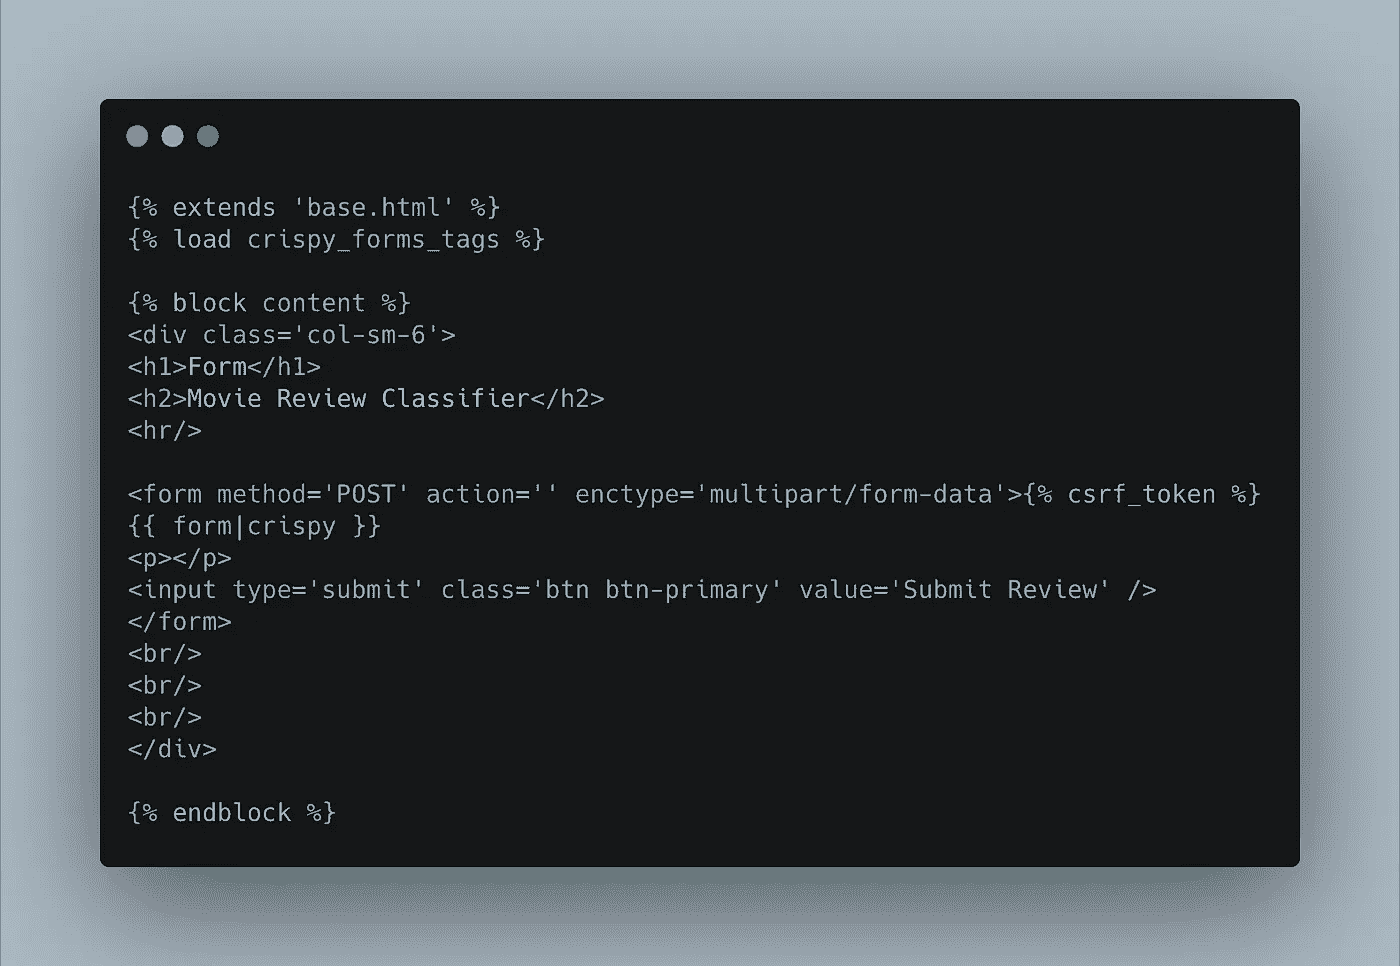 {% extends 'base.html' %}
{% load crispy_forms_tags %}
{% block content %}
<div class='col-sm-6'>
<h1>Form</h1>
<h2>Movie Review Classifier</h2>
<hr/>
<form method='POST' action='' enctype='multipart/form-data'>{% csrf_token %}
{{ form|crispy }}
<p></p>
<input type='submit' class='btn btn-primary' value='Submit Review' />
</form>
<br/>
<br/>
<br/>
</div>
{% endblock %}